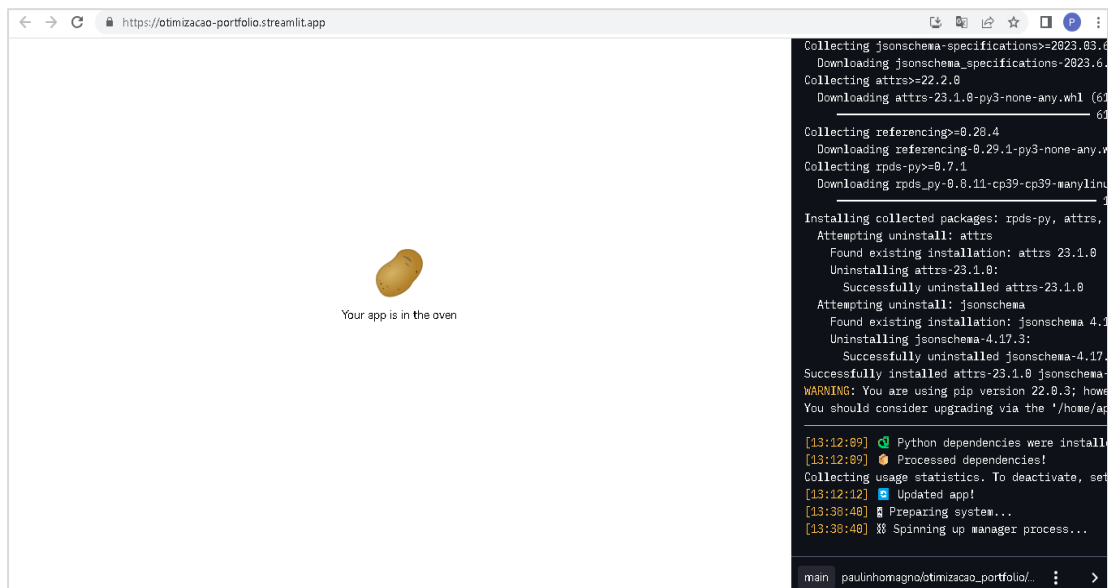 https://otimizacao-portfolio.streamlit.app
P
Your app is in the oven
Collecting jsonschema-specifications>=2023.03.6
Downloading jsonschema_specifications-2023.6.
Collecting attrs>=22.2.0
Downloading attrs-23.1.0-py3-none-any.whl (61
61
Collecting referencing>=0.28.4
Downloading referencing-0.29.1-py3-none-any.w
Collecting rpds-py>=0.7.1
Downloading rpds_py-0.8.11-cp39-cp39-manylinu
1
Installing collected packages: rpds-py, attrs,
Attempting uninstall: attrs
Found existing installation: attrs 23.1.0
Uninstalling attrs-23.1.0:
Successfully uninstalled attrs-23.1.0
Attempting uninstall: jsonschema
Found existing installation: jsonschema 4.1
Uninstalling jsonschema-4.17.3:
Successfully uninstalled jsonschema-4.17.
Successfully installed attrs-23.1.0 jsonschema-
WARNING: You are using pip version 22.0.3; howe
You should consider upgrading via the '/home/ap
[13:12:09] Python dependencies were installe
[13:12:09] Processed dependencies!
Collecting usage statistics. To deactivate, set
[13:12:12] Updated app!
[13:38:40] Preparing system...
[13:38:40] Spinning up manager process...
main paulinhomagno/otimizacao_portfolio/...